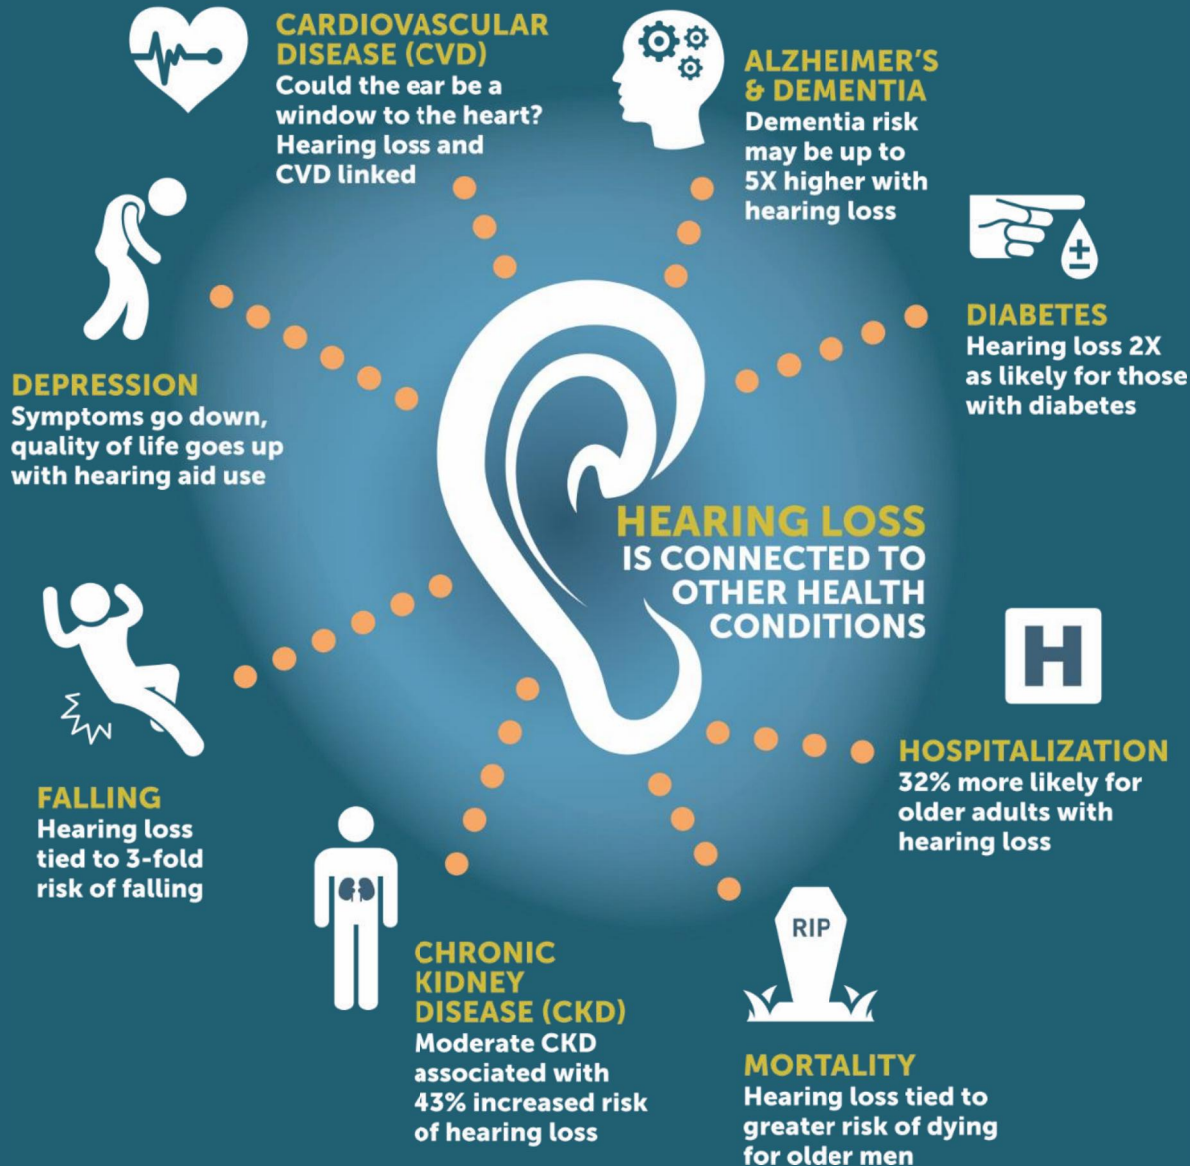 CARDIOVASCULAR
DISEASE (CVD)
Could the ear be a
window to the heart?
Hearing loss and
CVD linked
ALZHEIMER'S
& DEMENTIA
Dementia risk
may be up to
5X higher with
hearing loss
DIABETES
Hearing loss 2X
as likely for those
with diabetes
DEPRESSION
Symptoms go down,
quality of life goes up
with hearing aid use
HEARING LOSS
IS CONNECTED TO
OTHER HEALTH
CONDITIONS
H
HOSPITALIZATION
32% more likely for
older adults with
hearing loss
FALLING
Hearing loss
tied to 3-fold
risk of falling
CHRONIC
KIDNEY
DISEASE (CKD)
Moderate CKD
associated with
43% increased risk
of hearing loss
RIP
MORTALITY
Hearing loss tied to
greater risk of dying
for older men